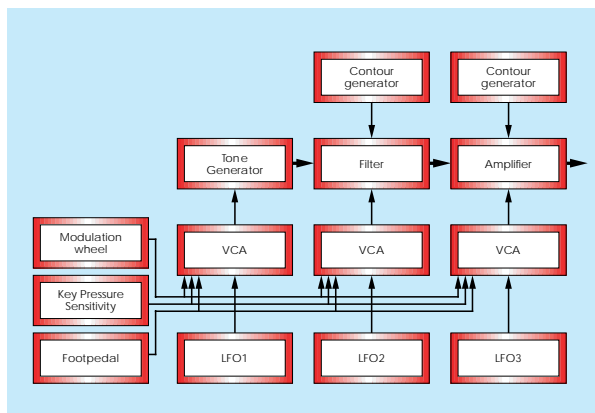 Contour
generator
Contour
generator
Tone
Generator
Filter
Amplifier
Modulation
wheel
VCA
VCA
VCA
Key Pressure
Sensitivity
Footpedal
LFO1
LFO2
LFO3